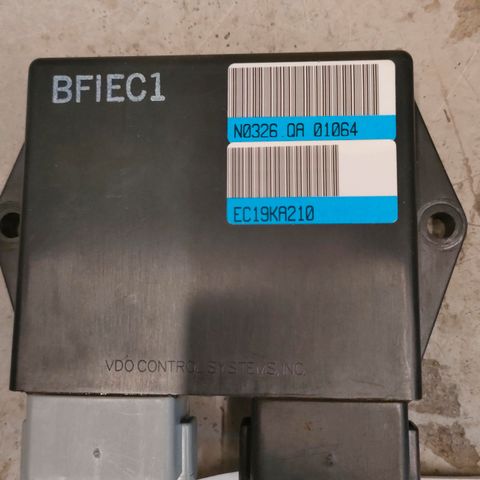 BFIEC1
N0326 QA 01064
EC19KA210
VDO CONTROL SYSTEMS, INC.